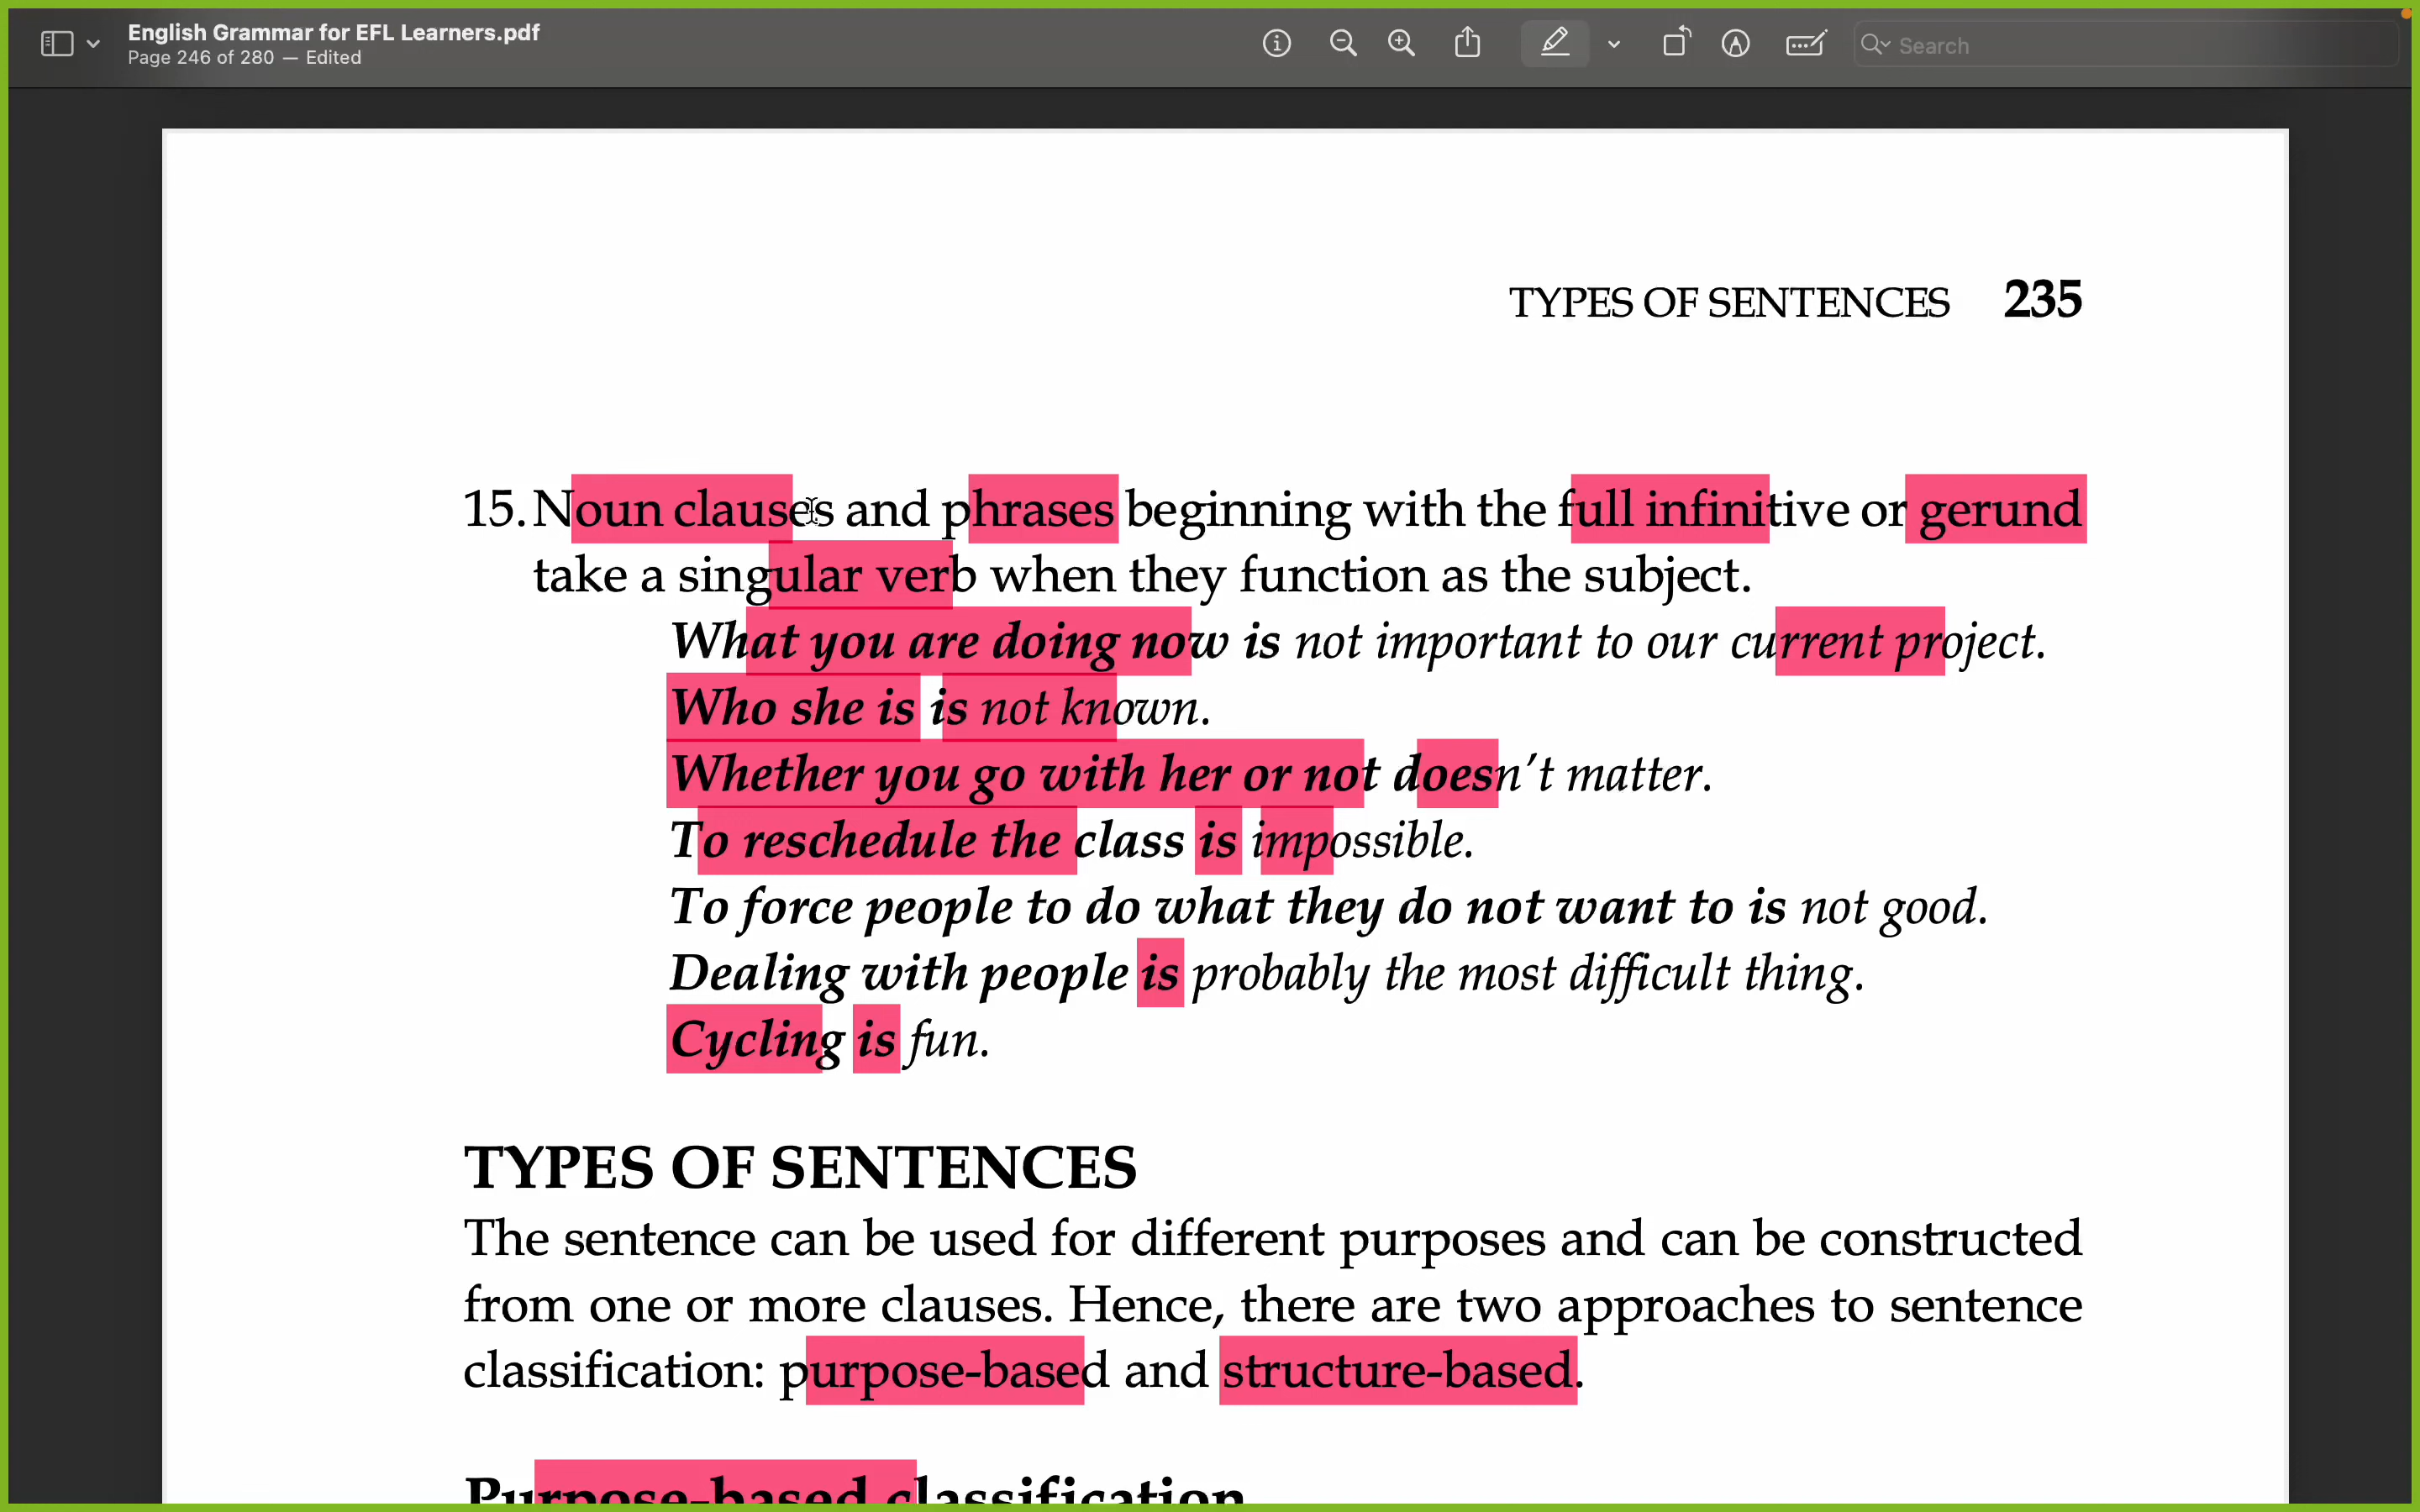 English Grammar for EFL Learners.pdf
Page 246 of 280 — Edited
Search
TYPES OF SENTENCES 235
15. Noun clauses and phrases beginning with the full infinitive or gerund
take a singular verb when they function as the subject.
What you are doing now is not important to our current project.
Who she is is not known.
Whether you go with her or not doesn't matter.
To reschedule the class is impossible.
To force people to do what they do not want to is not good.
Dealing with people is probably the most difficult thing.
Cycling is fun.
TYPES OF SENTENCES
The sentence can be used for different purposes and can be constructed
from one or more clauses. Hence, there are two approaches to sentence
classification: purpose-based and structure-based.
Purpose-based classification